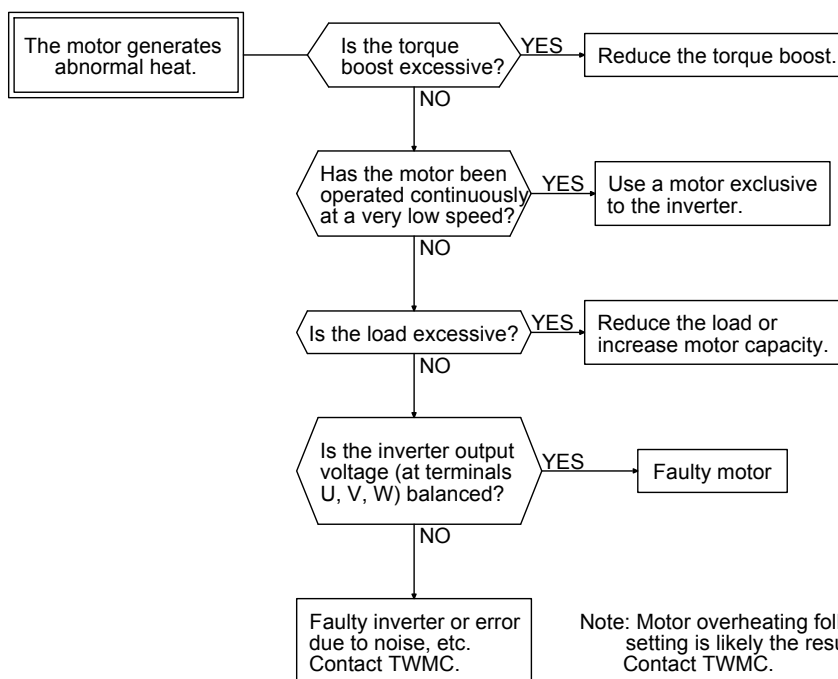 The motor generates
abnormal heat.
Is the torque
boost excessive?
YES
Reduce the torque boost.
NO
Has the motor been
operated continuously
at a very low speed?
YES
Use a motor exclusive
to the inverter.
NO
Is the load excessive?
YES
Reduce the load or
increase motor capacity.
NO
Is the inverter output
voltage (at terminals
U, V, W) balanced?
YES
Faulty motor
NO
Faulty inverter or error
due to noise, etc.
Contact TWMC.
Note: Motor overheating
setting is likely the
Contact TWMC.